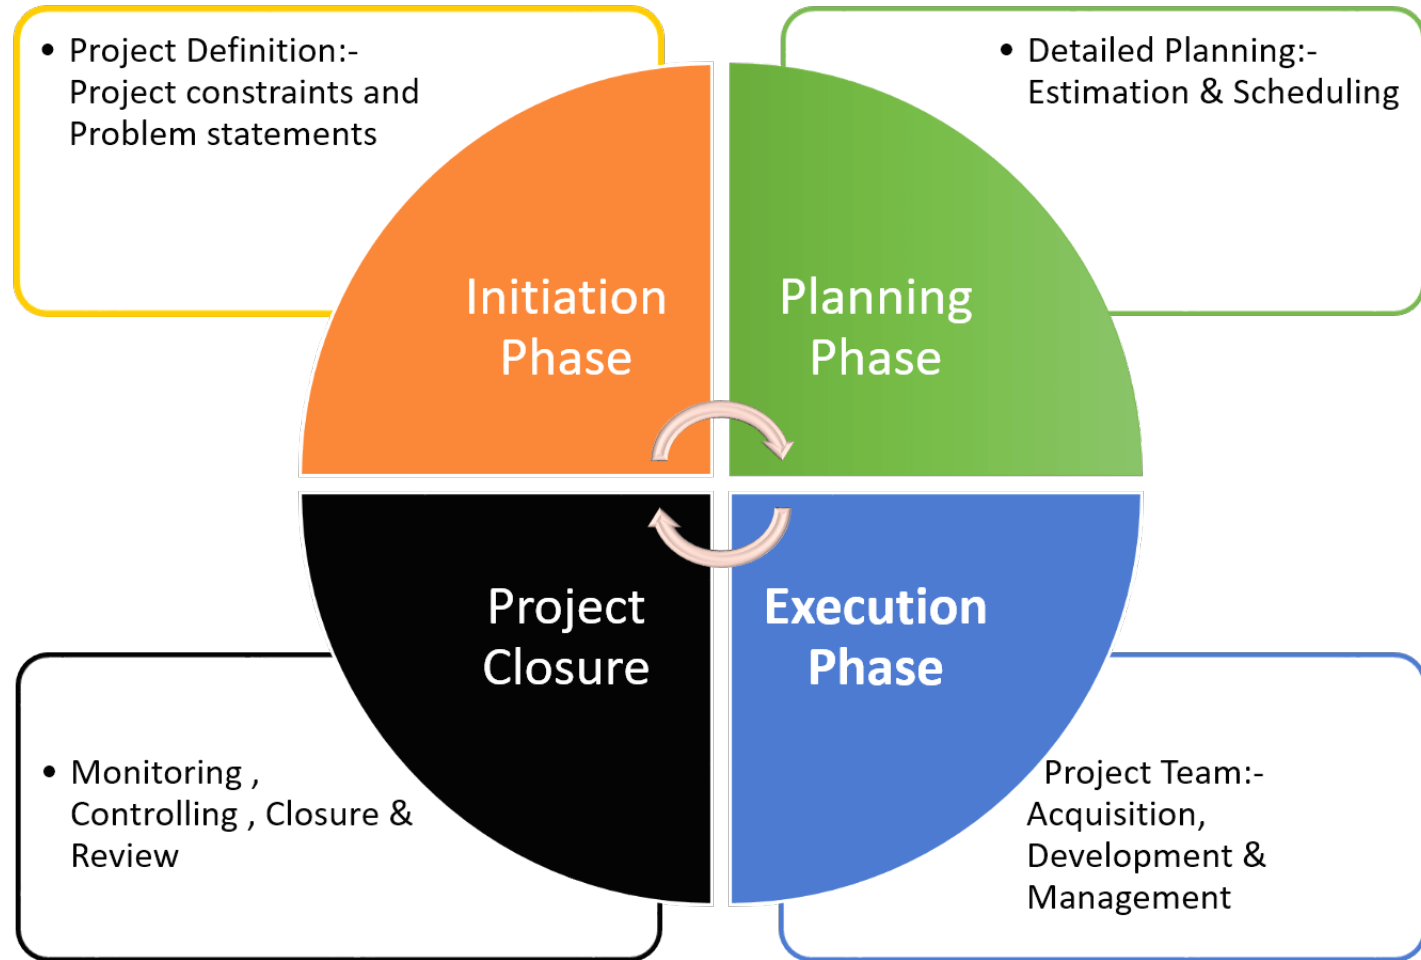 • Project Definition:-
Project constraints and
Problem statements
• Detailed Planning:-
Estimation & Scheduling
Initiation
Phase
Planning
Phase
Project
Closure
Execution
Phase
• Monitoring ,
Controlling , Closure &
Review
Project Team:-
Acquisition,
Development &
Management